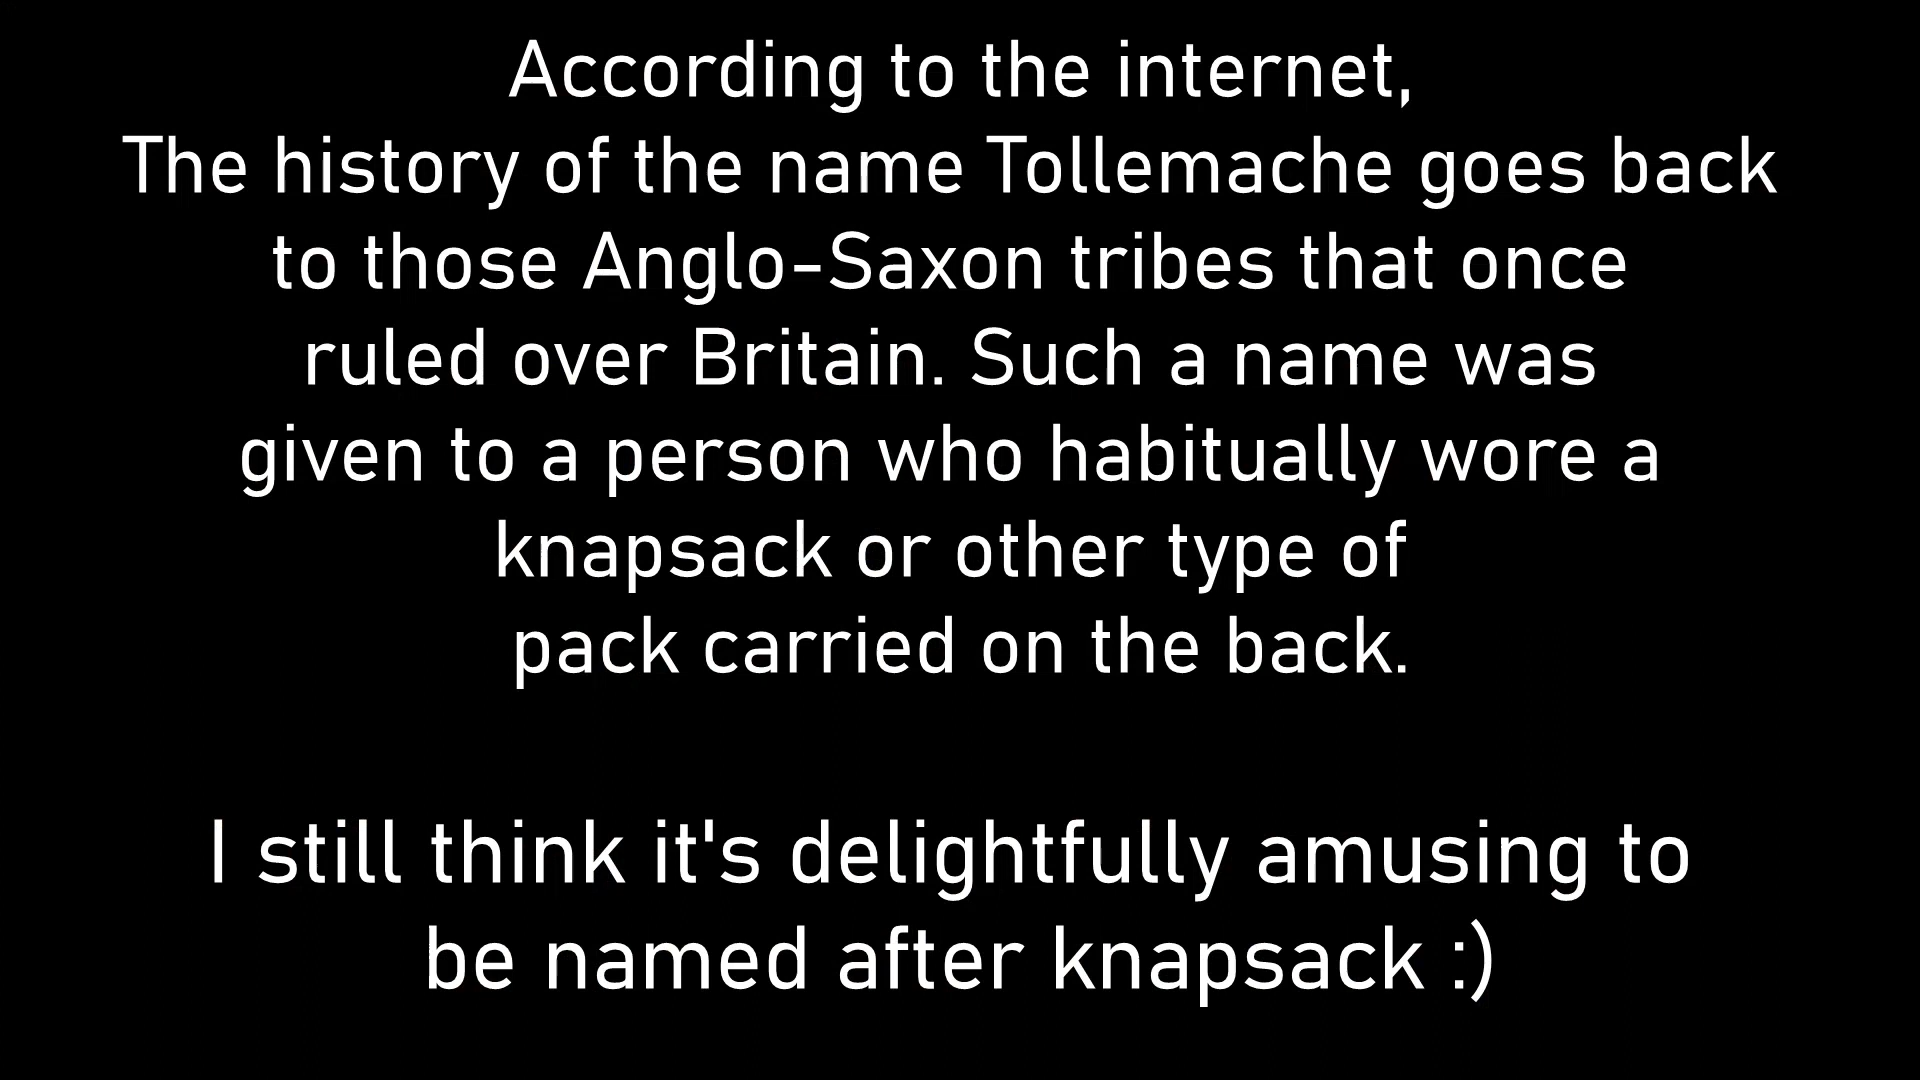 According to the internet,
The history of the name Tollemache goes back
to those Anglo-Saxon tribes that once
ruled over Britain. Such a name was
given to a person who habitually wore a
knapsack or other type of
pack carried on the back.
I still think it's delightfully amusing to
be named after knapsack :)